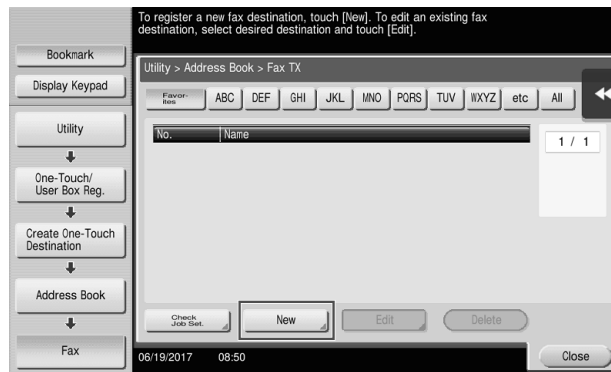 To register a new fax destination, touch [New]. To edit an existing fax
destination, select desired destination and touch [Edit].
Bookmark
Display Keypad
Utility
One-Touch/
User Box Reg.
Create One-Touch
Destination
Address Book
Fax
Utility > Address Book > Fax TX
Favor-
ites
ABC DEF GHI JKL MNO PQRS TUV WXYZ etc All
No. Name
1 / 1
Check
Job Set.
New Edit Delete
06/19/2017 08:50
Close